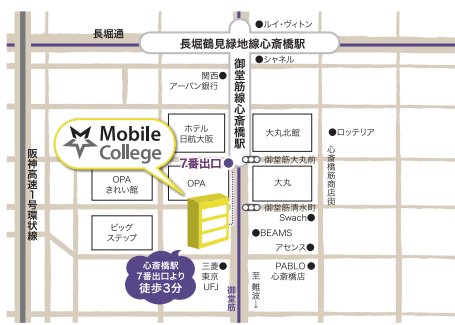 ルイ・ヴィトン
長堀通
長堀鶴見緑地線心斎橋駅
シャネル
関西
アーバン銀行
御堂筋線心斎橋駅
ホテル
日航大阪
大丸北館
ロッテリア
Mobile
College
7番出口
御堂筋大丸前
心斎橋筋商店街
阪神高速1号環状線
OPA
きれい館
OPA
大丸
御堂筋清水町
Swach
ビッグ
ステップ
BEAMS
アセンス
心斎橋駅
7番出口より
徒歩3分
三菱
東京
UFJ
御堂筋
至難波→
PABLO
心斎橋店